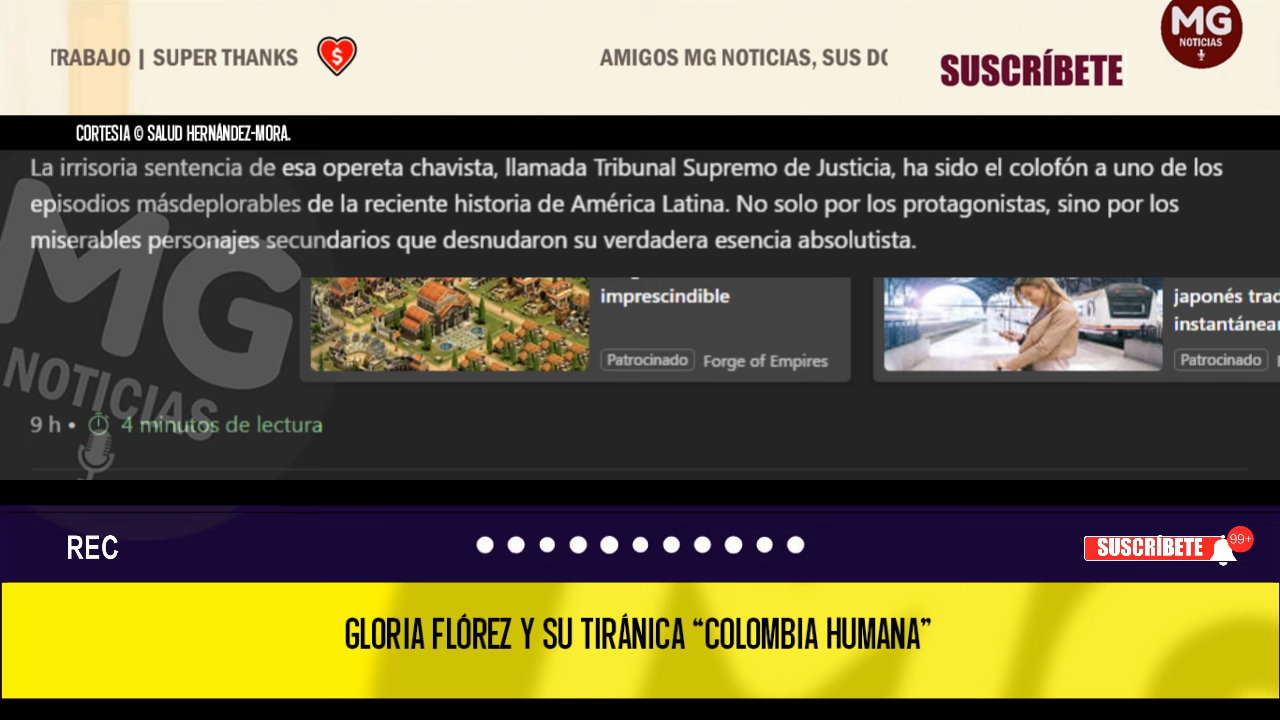 TRABAJO | SUPER THANKS
AMIGOS MG NOTICIAS, SUS DO
SUSCRÍBETE
MG
NOTICIAS
CORTESIA © SALUD HERNÁNDEZ-MORA.
La irrisoria sentencia de esa opereta chavista, llamada Tribunal Supremo de Justicia, ha sido el colofón a uno de los
episodios másdeplorables de la reciente historia de América Latina. No solo por los protagonistas, sino por los
miserables personajes secundarios que desnudaron su verdadera esencia absolutista.
MG
NOTICIAS
imprescindible
Patrocinado Forge of Empires
japonés trad
instantánea
Patrocinado
9 h • 4 minutos de lectura
REC
SUSCRÍBETE
99+
GLORIA FLÓREZ Y SU TIRÁNICA “COLOMBIA HUMANA”